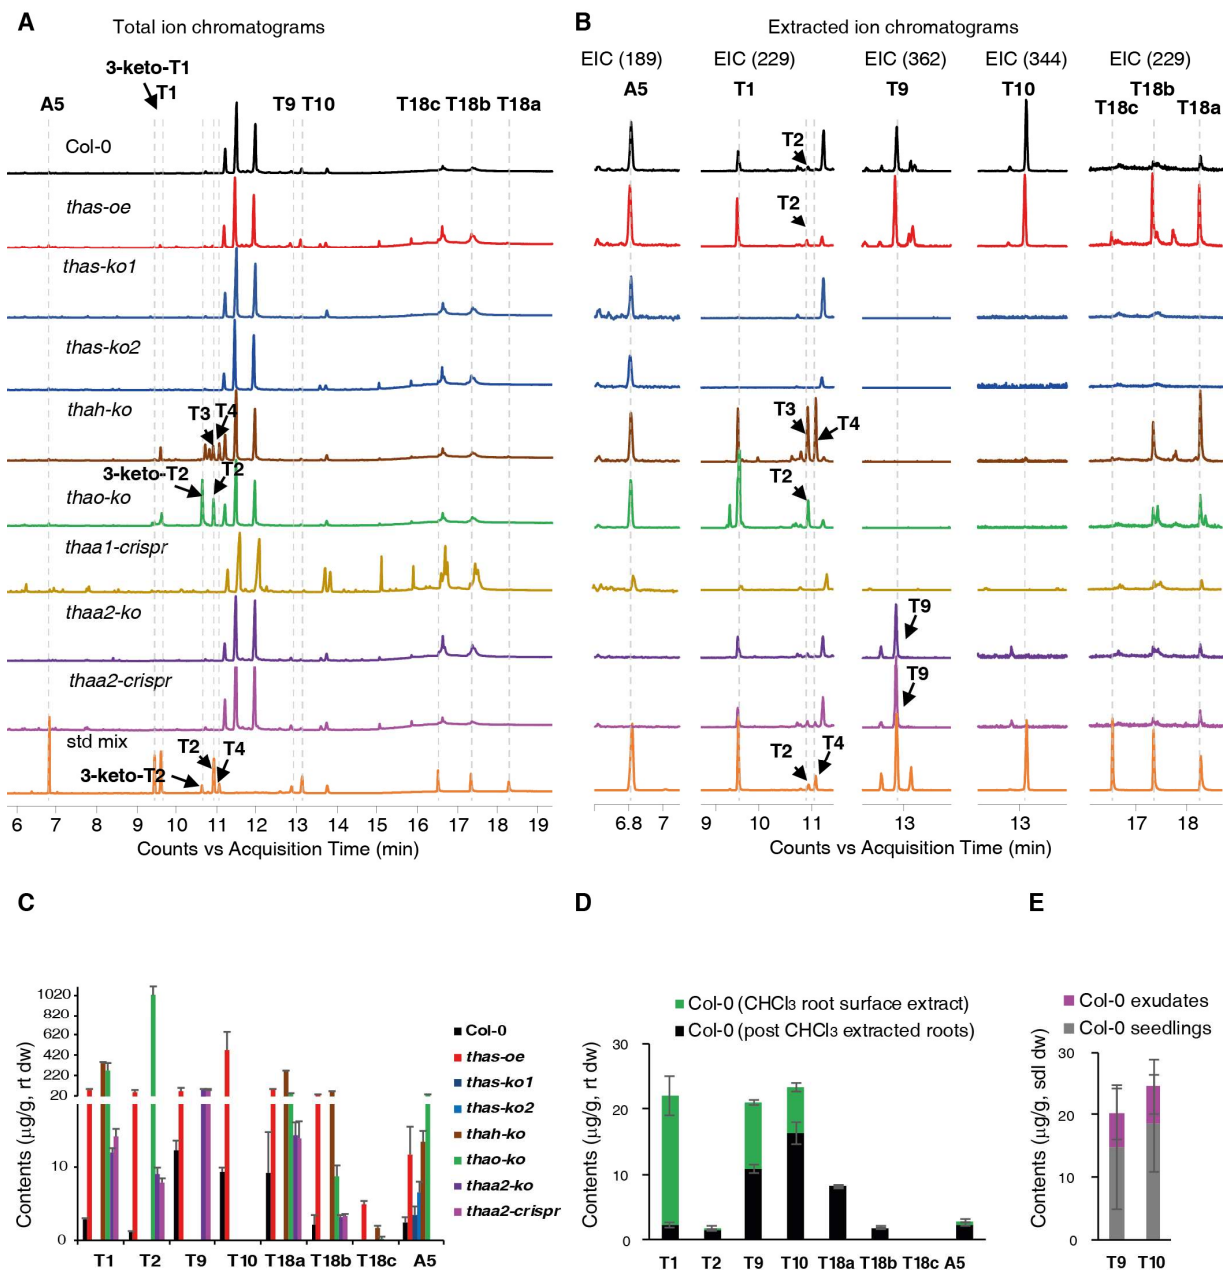 A
Total ion chromatograms
3-keto-T1
T1
A5
T9 T10
T18c T18b T18a
Col-0
thas-oe
thas-ko1
thas-ko2
thah-ko
T3 T4
3-keto-T2 T2
thao-ko
thaa1-crispr
thaa2-ko
thaa2-crispr
std mix
T2 T4
3-keto-T2
6 7 8 9 10 11 12 13 14 15 16 17 18 19
Counts vs Acquisition Time (min)
B
Extracted ion chromatograms
EIC (189) EIC (229) EIC (362) EIC (344) EIC (229)
A5 T1 T9 T10 T18b
T18c T18a
T2
T2
T3
T4
T2
T9
T9
T2 T4
6.8 7 9 10 11 13 13 17 18
Counts vs Acquisition Time (min)
C
Contents (µg/g, rt dw)
1020
820
620
420
220
20
10
0
T1 T2 T9 T10 T18a T18b T18c A5
Col-0
thas-oe
thas-ko1
thas-ko2
thah-ko
thao-ko
thaa2-ko
thaa2-crispr
D
Col-0 (CHCl3 root surface extract)
Col-0 (post CHCl3 extracted roots)
Contents (µg/g, rt dw)
30
20
10
0
T1 T2 T9 T10 T18a T18b T18c A5
E
Col-0 exudates
Col-0 seedlings
Contents (µg/g, sdl dw)
30
20
10
0
T9 T10